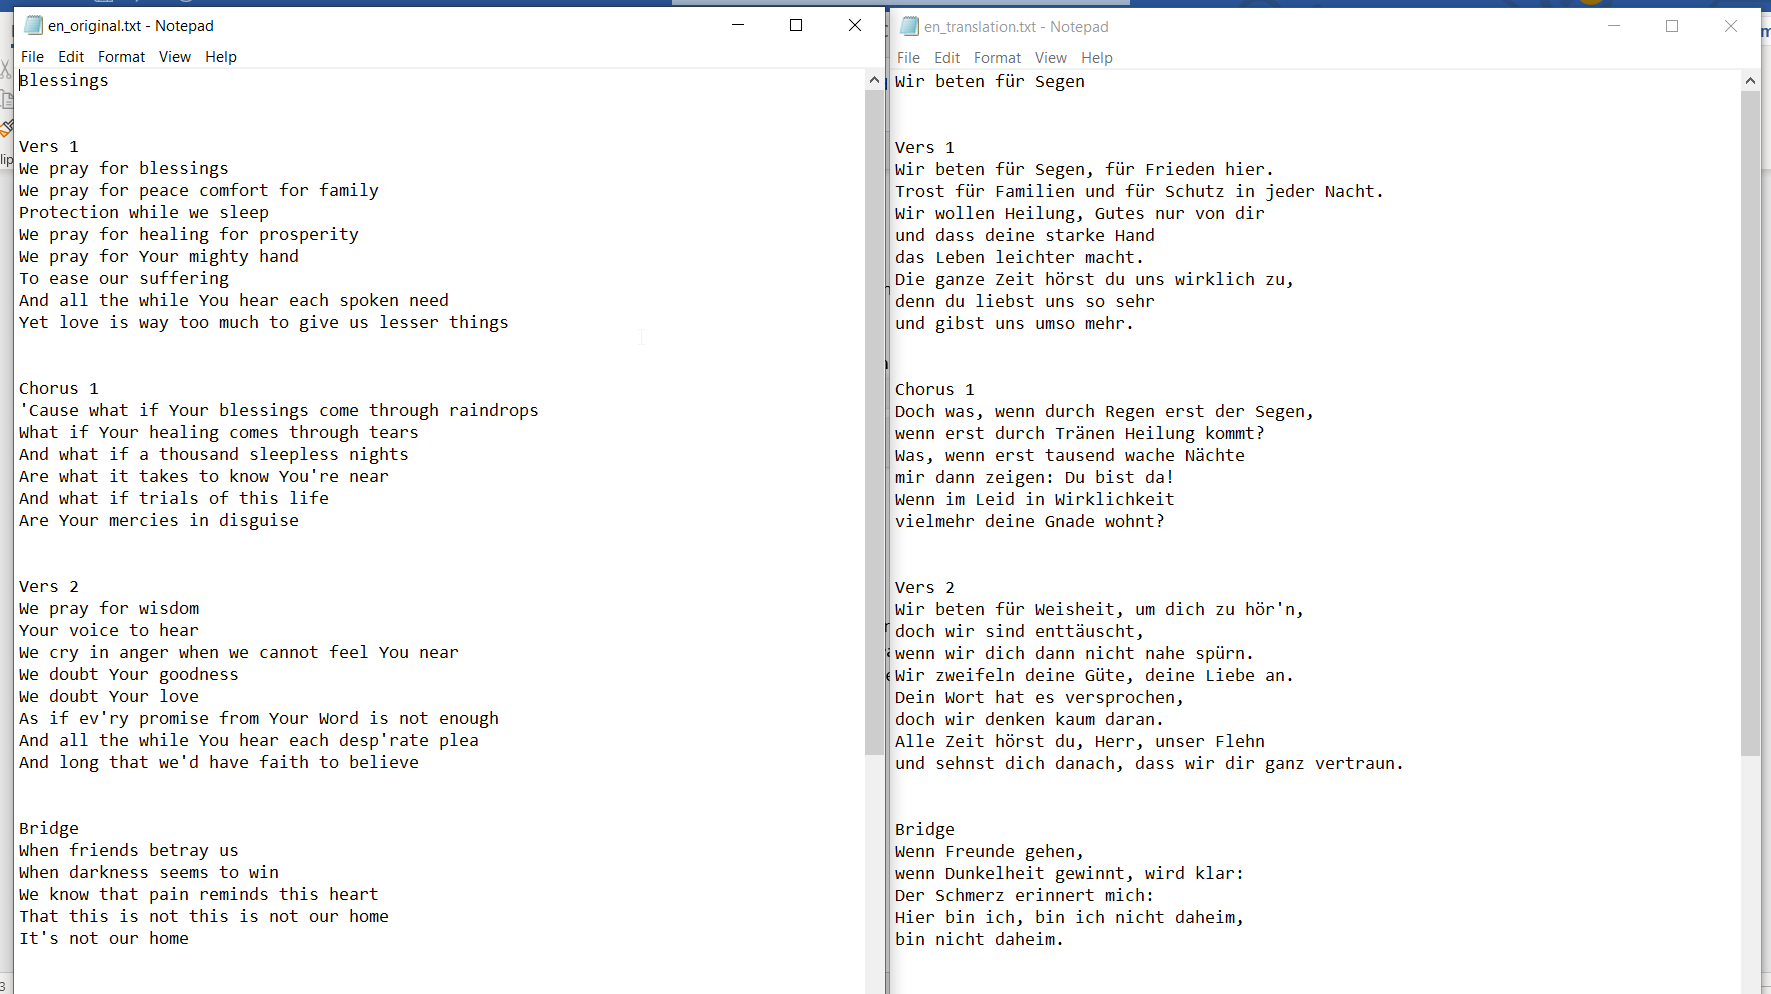 en_original.txt - Notepad
File Edit Format View Help
Blessings
Vers 1
We pray for blessings
We pray for peace comfort for family
Protection while we sleep
We pray for healing for prosperity
We pray for Your mighty hand
To ease our suffering
And all the while You hear each spoken need
Yet love is way too much to give us lesser things
Chorus 1
'Cause what if Your blessings come through raindrops
What if Your healing comes through tears
And what if a thousand sleepless nights
Are what it takes to know You're near
And what if trials of this life
Are Your mercies in disguise
Vers 2
We pray for wisdom
Your voice to hear
We cry in anger when we cannot feel You near
We doubt Your goodness
We doubt Your love
As if ev'ry promise from Your Word is not enough
And all the while You hear each desp'rate plea
And long that we'd have faith to believe
Bridge
When friends betray us
When darkness seems to win
We know that pain reminds this heart
That this is not this is not our home
It's not our home
en_translation.txt - Notepad
File Edit Format View Help
Wir beten für Segen
Vers 1
Wir beten für Segen, für Frieden hier.
Trost für Familien und für Schutz in jeder Nacht.
Wir wollen Heilung, Gutes nur von dir
und dass deine starke Hand
das Leben leichter macht.
Die ganze Zeit hörst du uns wirklich zu,
denn du liebst uns so sehr
und gibst uns umso mehr.
Chorus 1
Doch was, wenn durch Regen erst der Segen,
wenn erst durch Tränen Heilung kommt?
Was, wenn erst tausend wache Nächte
mir dann zeigen: Du bist da!
Wenn im Leid in Wirklichkeit
vielmehr deine Gnade wohnt?
Vers 2
Wir beten für Weisheit, um dich zu hör'n,
doch wir sind enttäuscht,
wenn wir dich dann nicht nahe spürn.
Wir zweifeln deine Güte, deine Liebe an.
Dein Wort hat es versprochen,
doch wir denken kaum daran.
Alle Zeit hörst du, Herr, unser Flehn
und sehnst dich danach, dass wir dir ganz vertraun.
Bridge
Wenn Freunde gehen,
wenn Dunkelheit gewinnt, wird klar:
Der Schmerz erinnert mich:
Hier bin ich, bin ich nicht daheim,
bin nicht daheim.